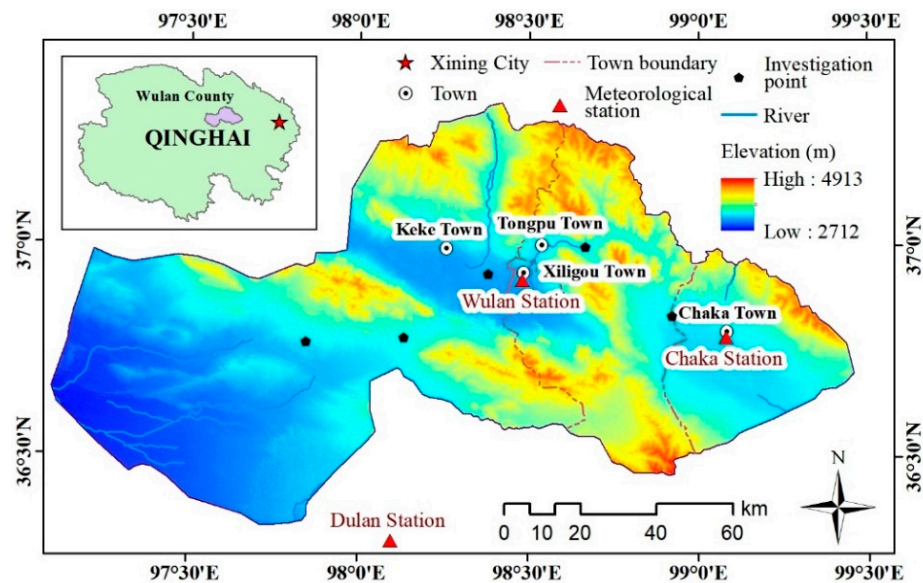 97°30'E 98°0'E 98°30'E 99°0'E 99°30'E
Wulan County
QINGHAI
Xining City
Town
Town boundary
Meteorological
station
Investigation
point
River
Elevation (m)
High : 4913
Low : 2712
37°0'N
37°0'N
Keke Town
Tongpu Town
Xiligou Town
Wulan Station
Chaka Town
Chaka Station
36°30'N
36°30'N
Dulan Station
N
km
0 10 20 40 60
97°30'E 98°0'E 98°30'E 99°0'E 99°30'E